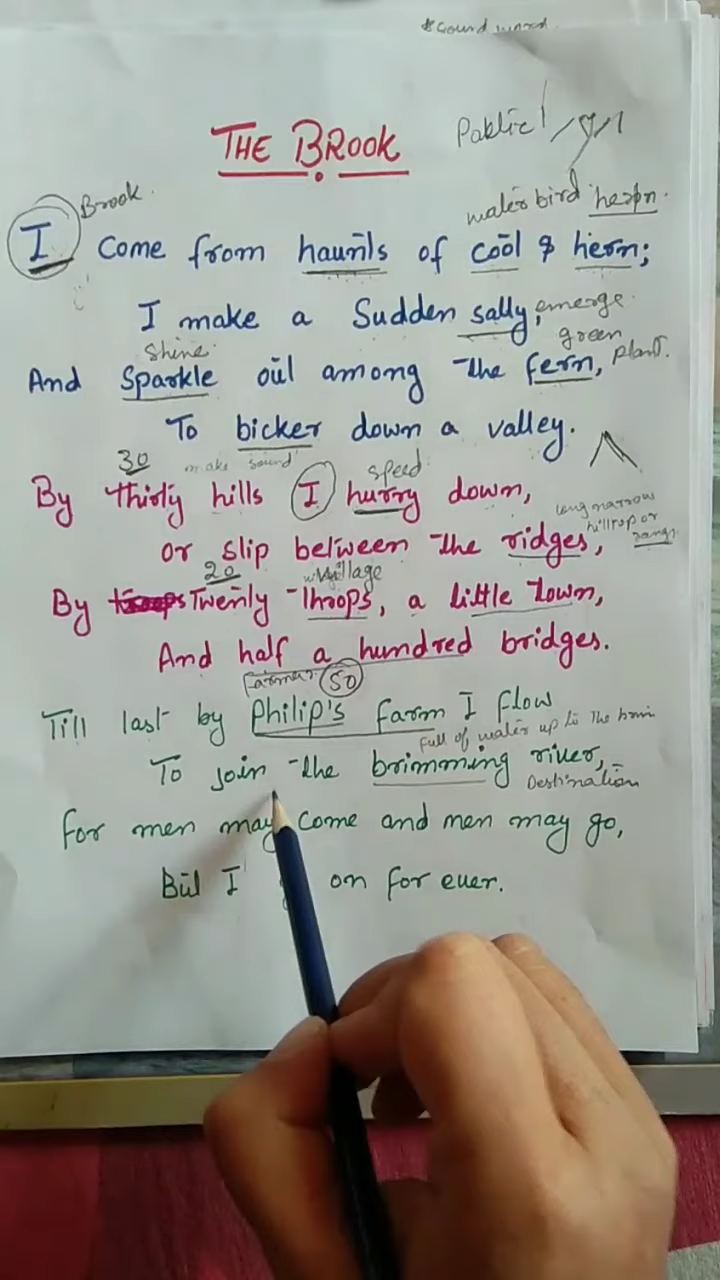 sound word
THE BROOK
Brook.
water bird
I come from haunts of cool & hern;
I make a Sudden sally, emerge.
Shine.
green plant.
And Sparkle out among the fern,
To bicker down a valley.
30
make sound
speed
By thirty hills I hurry down,
long narrow
hilltop or
range
or slip between the ridges,
20
village
By Twenty throps, a little town,
And half a hundred bridges.
farmer
50
Till last by Philip's farm I flow
full of water up to the brim
To join the brimming river,
Destination
For men may come and men may go,
But I on for ever.